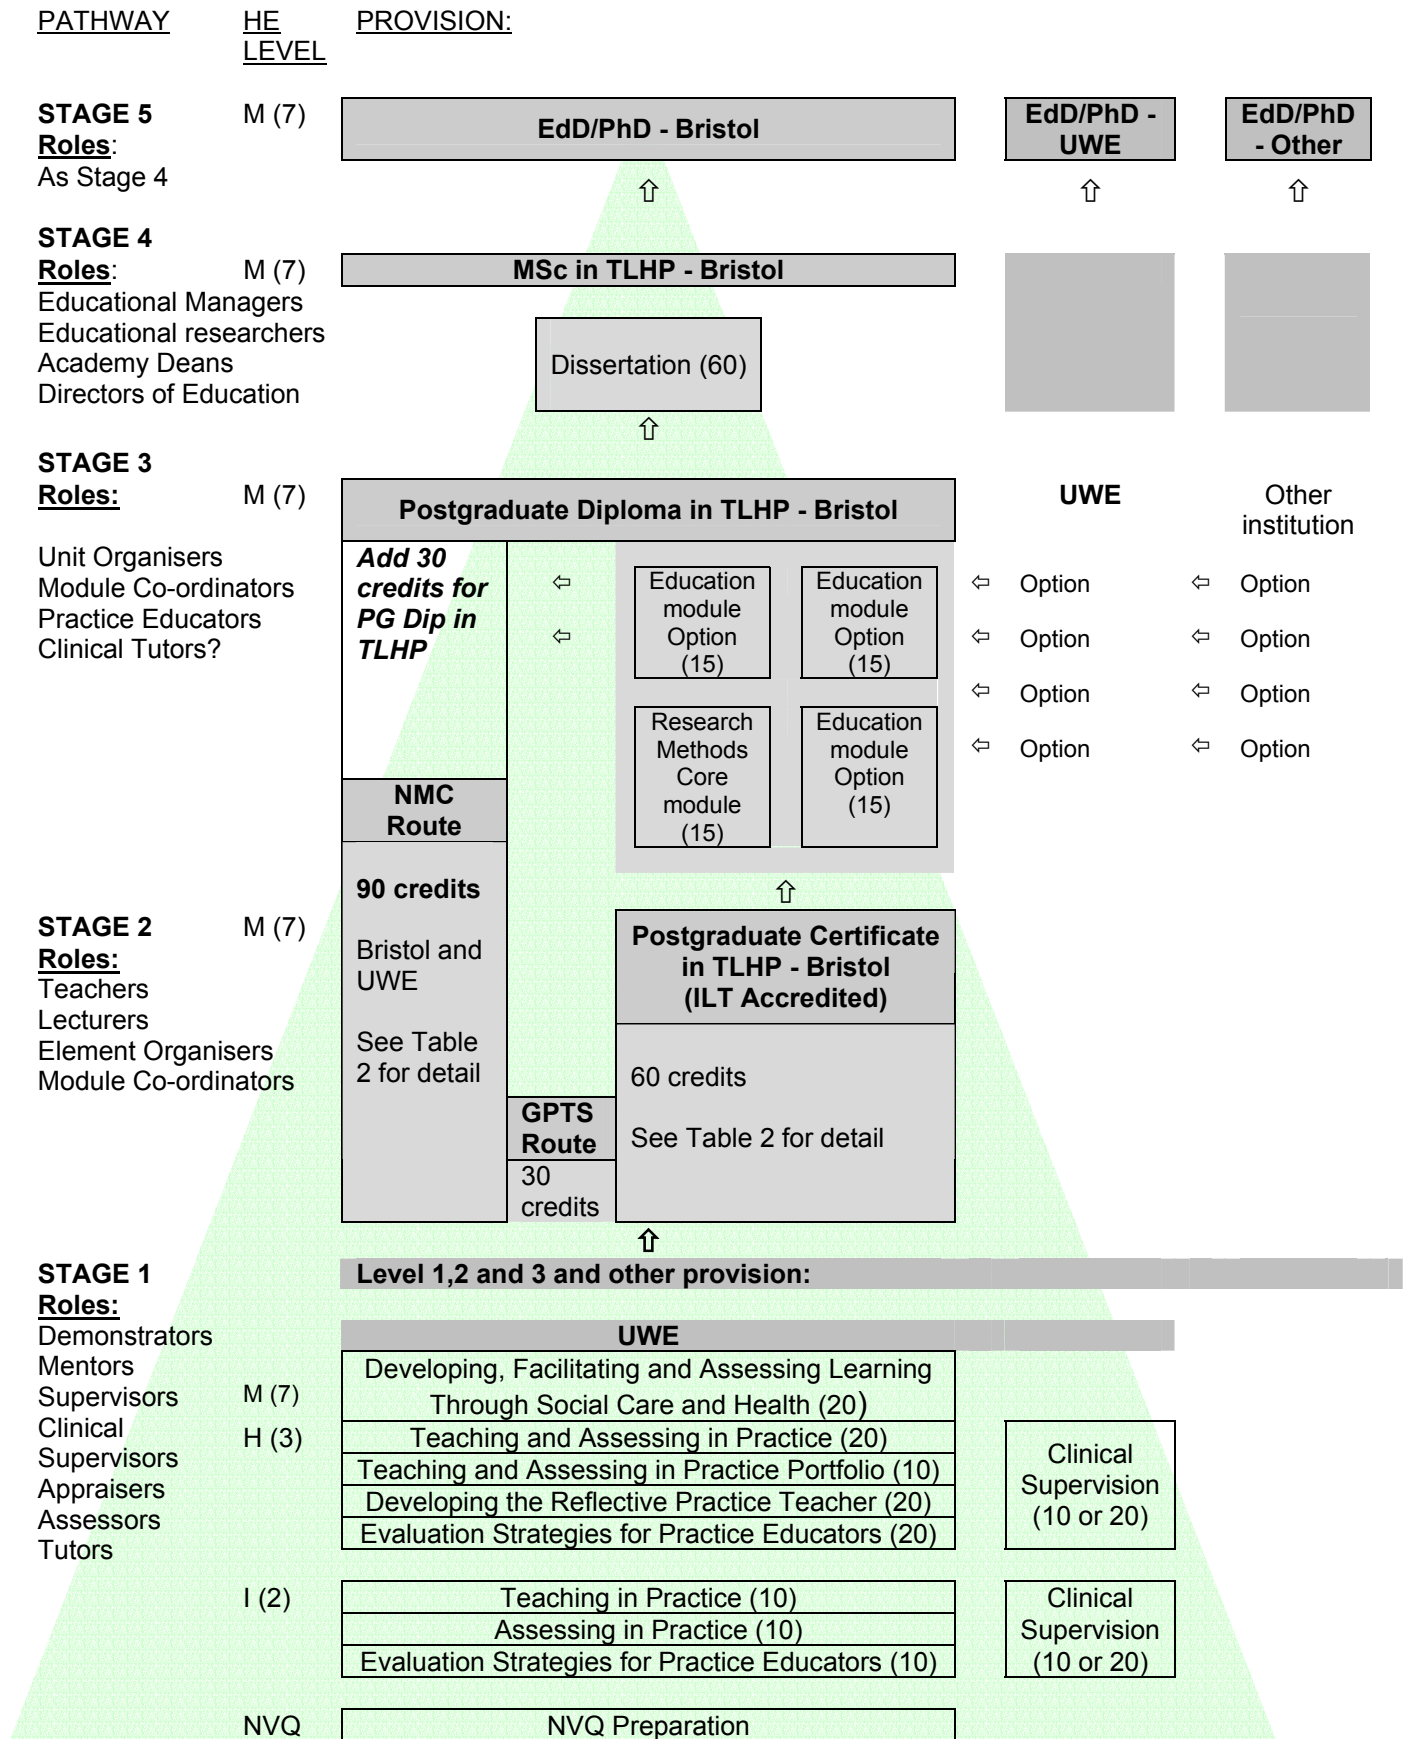 PATHWAY HE PROVISION:
LEVEL
STAGE 5 M (7)
Roles:
As Stage 4
EdD/PhD - Bristol
EdD/PhD -
UWE
EdD/PhD
- Other
⇧ ⇧ ⇧
STAGE 4
Roles: M (7)
Educational Managers
Educational researchers
Academy Deans
Directors of Education
MSc in TLHP - Bristol
Dissertation (60)
⇧
STAGE 3
Roles: M (7)
Unit Organisers
Module Co-ordinators
Practice Educators
Clinical Tutors?
Postgraduate Diploma in TLHP - Bristol
UWE
Other
institution
Add 30
credits for
PG Dip in
TLHP
⇦
⇦
Education
module
Option
(15)
Education
module
Option
(15)
Research
Methods
Core
module
(15)
Education
module
Option
(15)
⇦ Option ⇦ Option
⇦ Option ⇦ Option
⇦ Option ⇦ Option
⇦ Option ⇦ Option
NMC
Route
90 credits
Bristol and
UWE
See Table
2 for detail
⇧
STAGE 2 M (7)
Roles:
Teachers
Lecturers
Element Organisers
Module Co-ordinators
GPTS
Route
30
credits
Postgraduate Certificate
in TLHP - Bristol
(ILT Accredited)
60 credits
See Table 2 for detail
⇧
STAGE 1
Roles:
Demonstrators
Mentors
Supervisors
Clinical
Supervisors
Appraisers
Assessors
Tutors
Level 1,2 and 3 and other provision:
UWE
M (7)
Developing, Facilitating and Assessing Learning
Through Social Care and Health (20)
H (3)
Teaching and Assessing in Practice (20)
Teaching and Assessing in Practice Portfolio (10)
Developing the Reflective Practice Teacher (20)
Evaluation Strategies for Practice Educators (20)
Clinical
Supervision
(10 or 20)
I (2)
Teaching in Practice (10)
Assessing in Practice (10)
Evaluation Strategies for Practice Educators (10)
Clinical
Supervision
(10 or 20)
NVQ NVQ Preparation